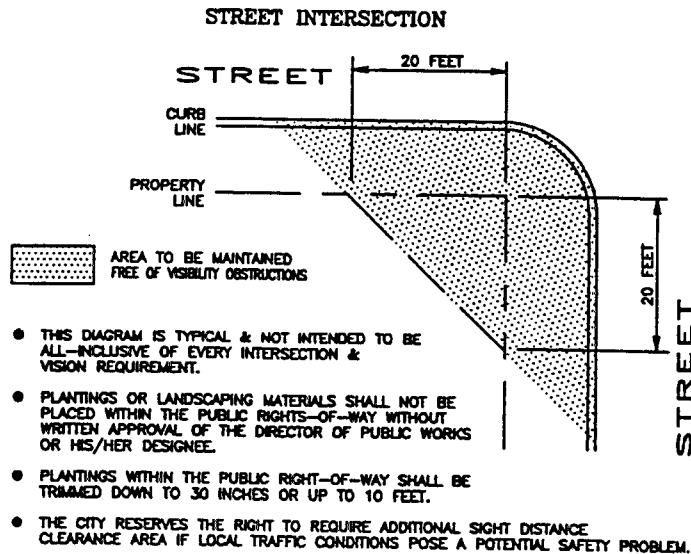 STREET INTERSECTION
20 FEET
STREET
CURB
LINE
PROPERTY
LINE
AREA TO BE MAINTAINED
FREE OF VISIBILITY OBSTRUCTIONS
20 FEET
STREET
● THIS DIAGRAM IS TYPICAL & NOT INTENDED TO BE
ALL-INCLUSIVE OF EVERY INTERSECTION &
VISION REQUIREMENT.
● PLANTINGS OR LANDSCAPING MATERIALS SHALL NOT BE
PLACED WITHIN THE PUBLIC RIGHTS-OF-WAY WITHOUT
WRITTEN APPROVAL OF THE DIRECTOR OF PUBLIC WORKS
OR HIS/HER DESIGNEE.
● PLANTINGS WITHIN THE PUBLIC RIGHT-OF-WAY SHALL BE
TRIMMED DOWN TO 30 INCHES OR UP TO 10 FEET.
● THE CITY RESERVES THE RIGHT TO REQUIRE ADDITIONAL SIGHT DISTANCE
CLEARANCE AREA IF LOCAL TRAFFIC CONDITIONS POSE A POTENTIAL SAFETY PROBLEM.